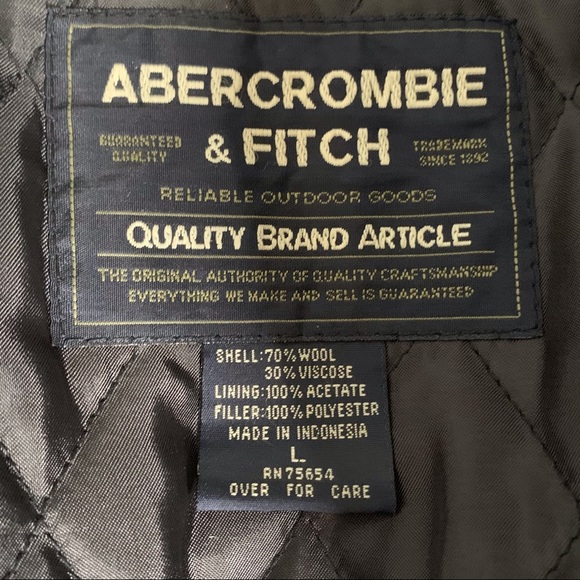 ABERCROMBIE
GUARANTEED QUALITY & FITCH TRADEMARK SINCE 1892
RELIABLE OUTDOOR GOODS
QUALITY BRAND ARTICLE
THE ORIGINAL AUTHORITY OF QUALITY CRAFTSMANSHIP
EVERYTHING WE MAKE AND SELL IS GUARANTEED
SHELL:70% WOOL
30% VISCOSE
LINING:100% ACETATE
FILLER:100% POLYESTER
MADE IN INDONESIA
L
RN 75654
OVER FOR CARE